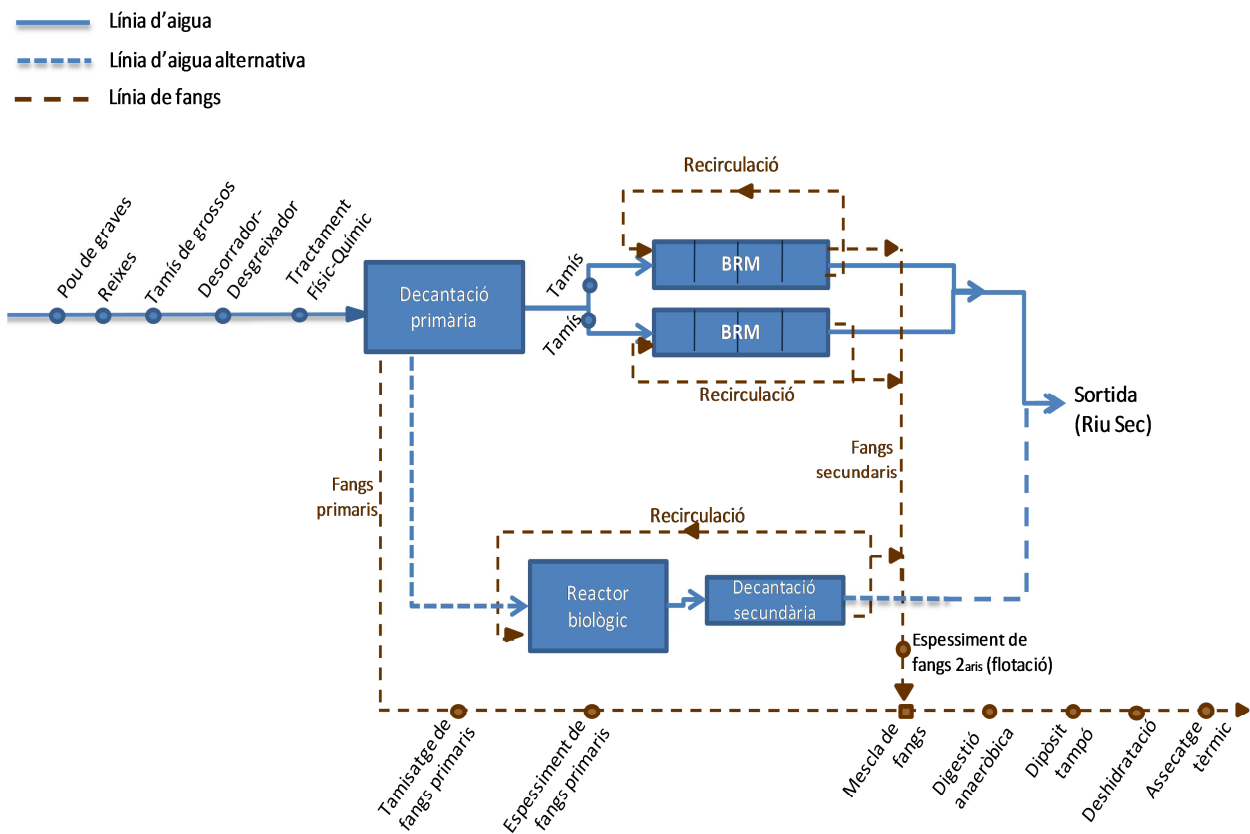 Línia d'aigua
Línia d'aigua alternativa
Línia de fangs
Pou de graves
Reixes
Tamís de grossos
Desorrador-
Desgreixador
Tractament
Físic-Químic
Decantació
primària
Tamís
Tamís
Recirculació
BRM
BRM
Recirculació
Sortida
(Riu Sec)
Fangs
primaris
Fangs
secundaris
Recirculació
Reactor
biològic
Decantació
secundària
Espessiment de
fangs 2aris (flotació)
Tamisatge de
fangs primaris
Espessiment de
fangs primaris
Mescla de
fangs
Digestió
anaeròbica
Dipòsit
tampó
Deshidratació
Assecatge
tèrmic